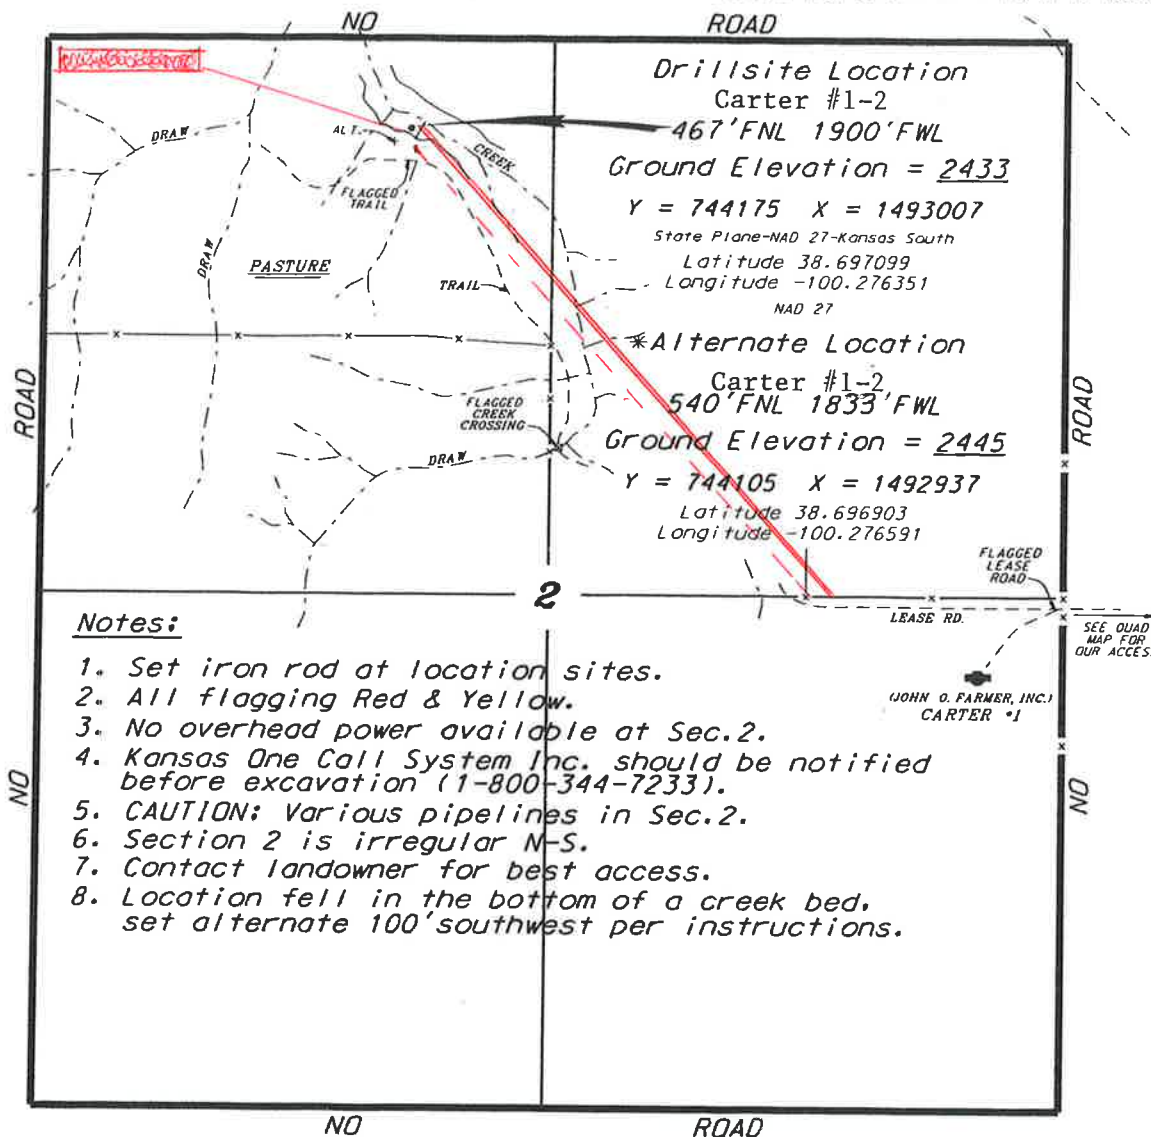 NO ROAD
Drillsite Location
Carter #1-2
467'FNL 1900'FWL
Ground Elevation = 2433
Y = 744175 X = 1493007
State Plane-NAD 27-Kansas South
Latitude 38.697099
Longitude -100.276351
NAD 27
*Alternate Location
Carter #1-2
540'FNL 1833'FWL
Ground Elevation = 2445
Y = 744105 X = 1492937
Latitude 38.696903
Longitude -100.276591
DRAW
ALT.
CREEK
FLAGGED
TRAIL
DRAW
PASTURE
TRAIL
ROAD
ROAD
FLAGGED
CREEK
CROSSING
DRAW
FLAGGED
LEASE
ROAD
2
LEASE RD.
SEE QUAD
MAP FOR
OUR ACCES
(JOHN O. FARMER, INC.)
CARTER #1
Notes:
1. Set iron rod at location sites.
2. All flagging Red & Yellow.
3. No overhead power available at Sec.2.
4. Kansas One Call System Inc. should be notified
before excavation (1-800-344-7233).
5. CAUTION: Various pipelines in Sec.2.
6. Section 2 is irregular N-S.
7. Contact landowner for best access.
8. Location fell in the bottom of a creek bed,
set alternate 100'southwest per instructions.
NO
NO
NO ROAD